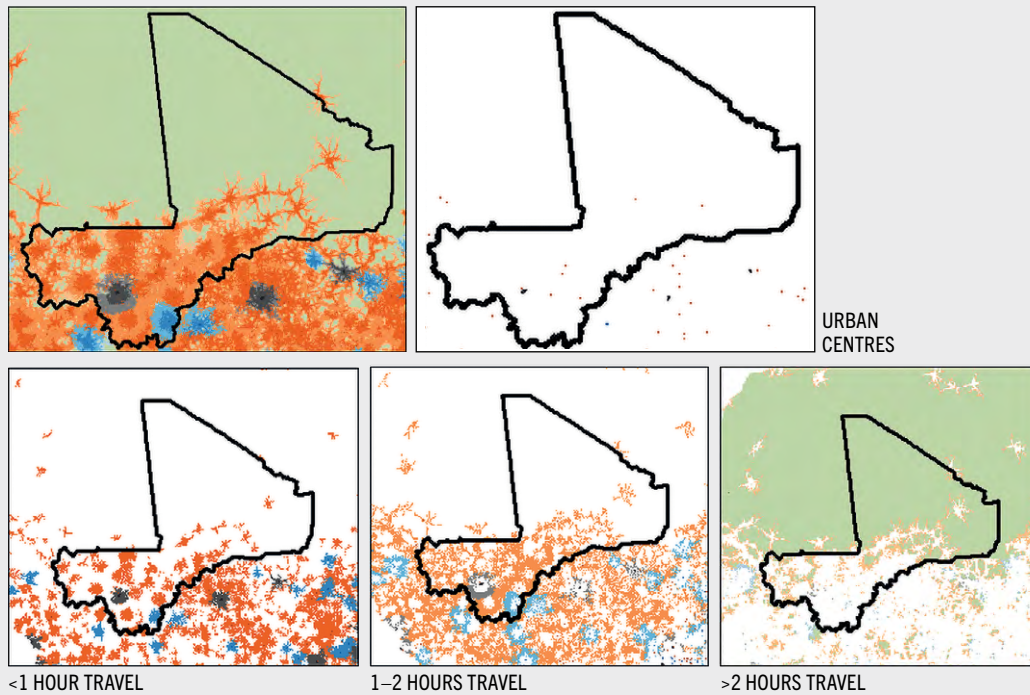 URBAN
CENTRES
<1 HOUR TRAVEL
1–2 HOURS TRAVEL
>2 HOURS TRAVEL